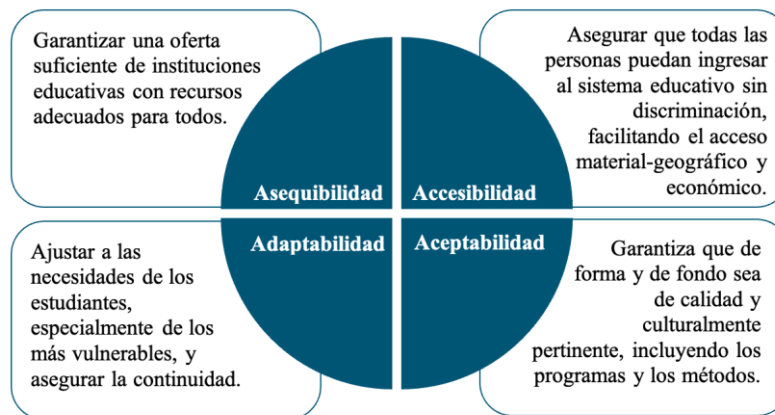 Garantizar una oferta
suficiente de instituciones
educativas con recursos
adecuados para todos.
Asegurar que todas las
personas puedan ingresar
al sistema educativo sin
discriminación,
facilitando el acceso
material-geográfico y
económico.
Asequibilidad
Accesibilidad
Adaptabilidad
Aceptabilidad
Ajustar a las
necesidades de los
estudiantes,
especialmente de los
más vulnerables, y
asegurar la continuidad.
Garantiza que de
forma y de fondo sea
de calidad y
culturalmente
pertinente, incluyendo los
programas y los métodos.